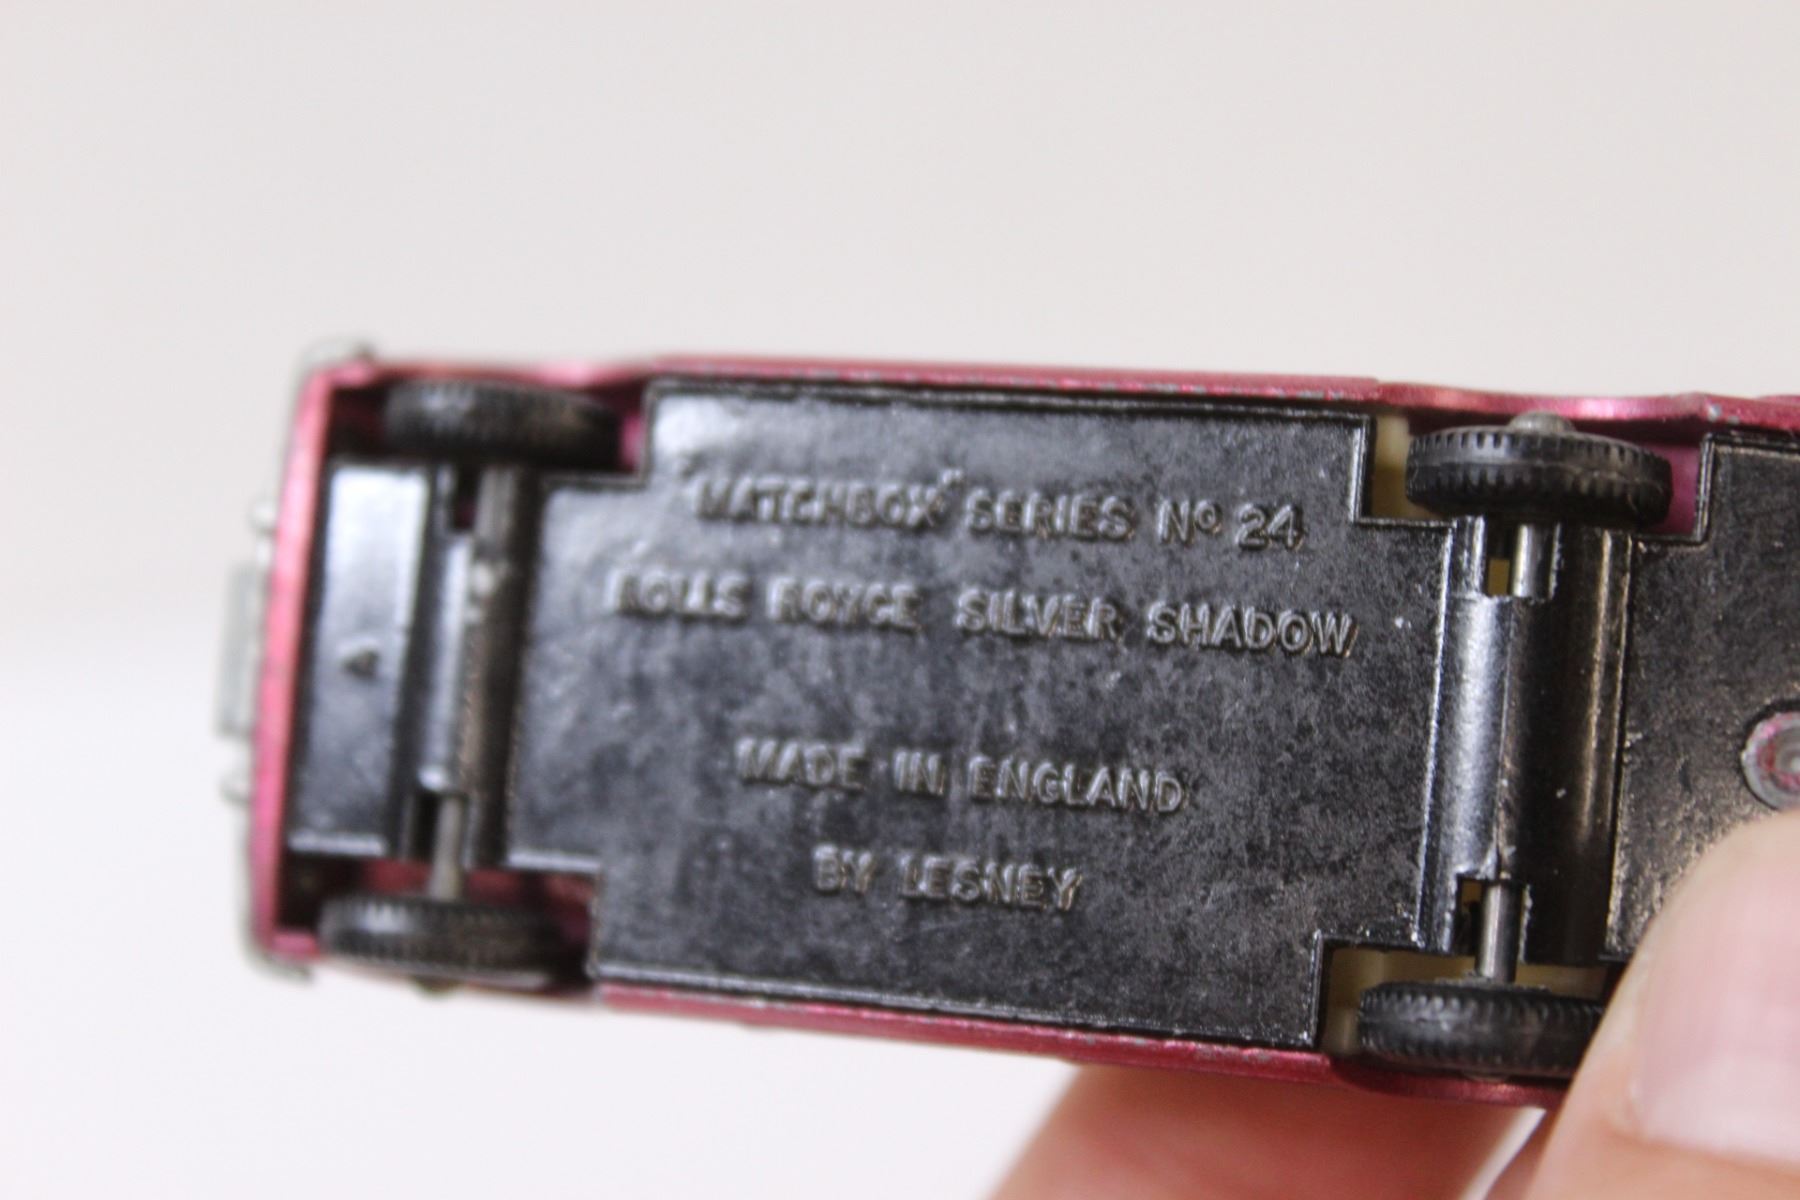 "MATCHBOX" SERIES Nº 24
ROLLS ROYCE SILVER SHADOW
A
MADE IN ENGLAND
BY LESNEY